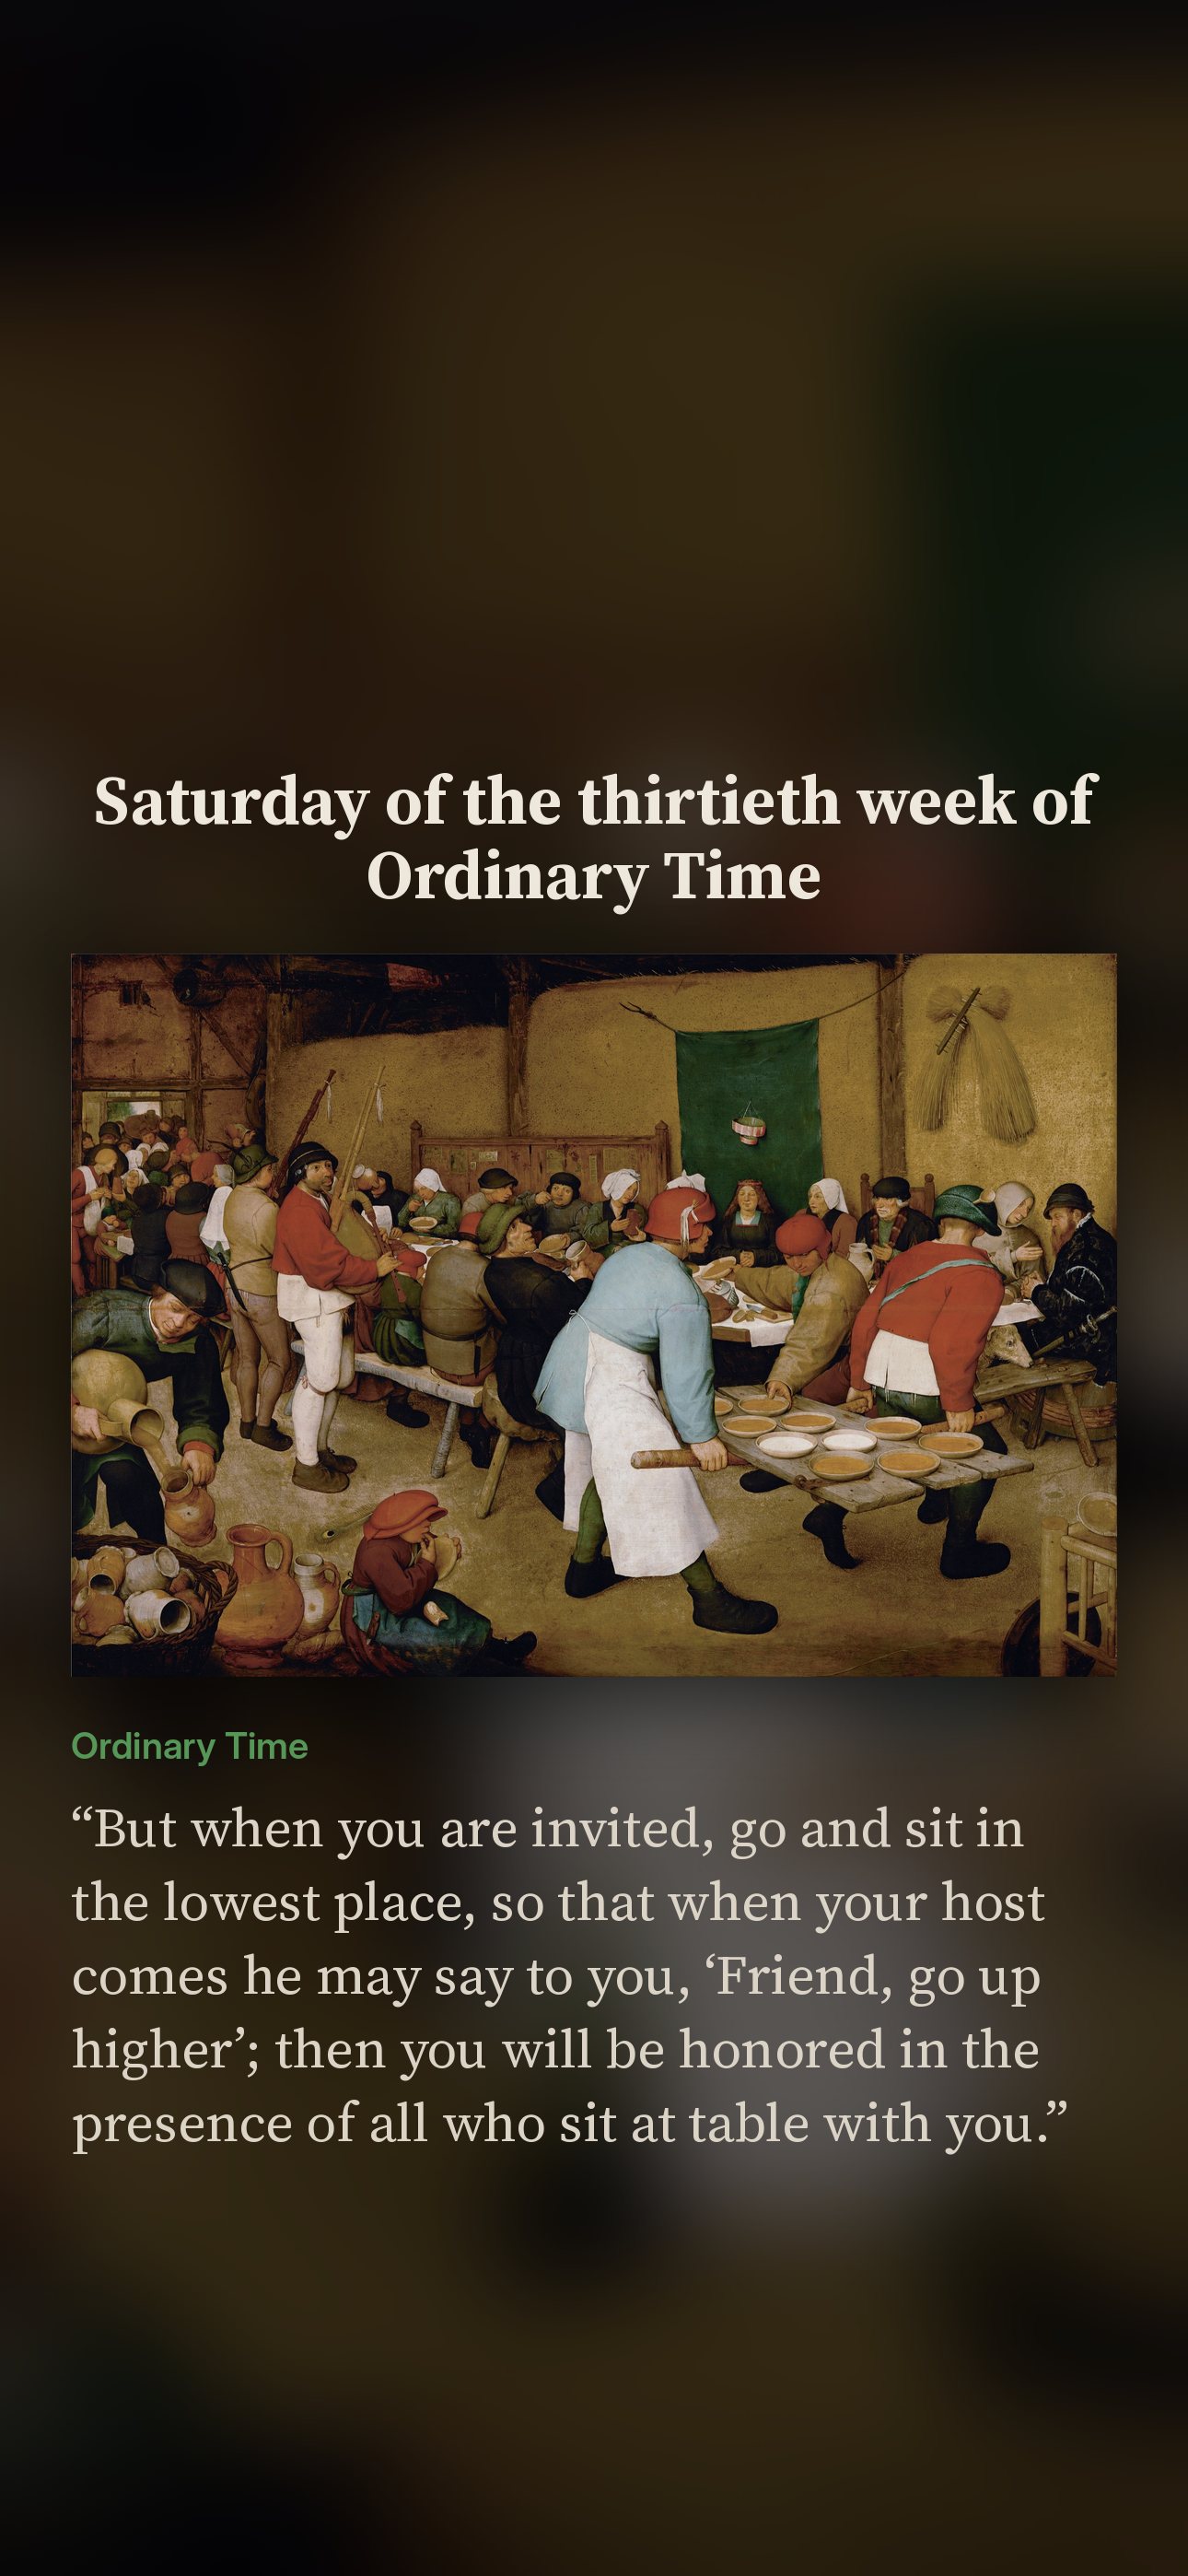 Saturday of the thirtieth week of
Ordinary Time
Ordinary Time
“But when you are invited, go and sit in
the lowest place, so that when your host
comes he may say to you, ‘Friend, go up
higher’; then you will be honored in the
presence of all who sit at table with you.”